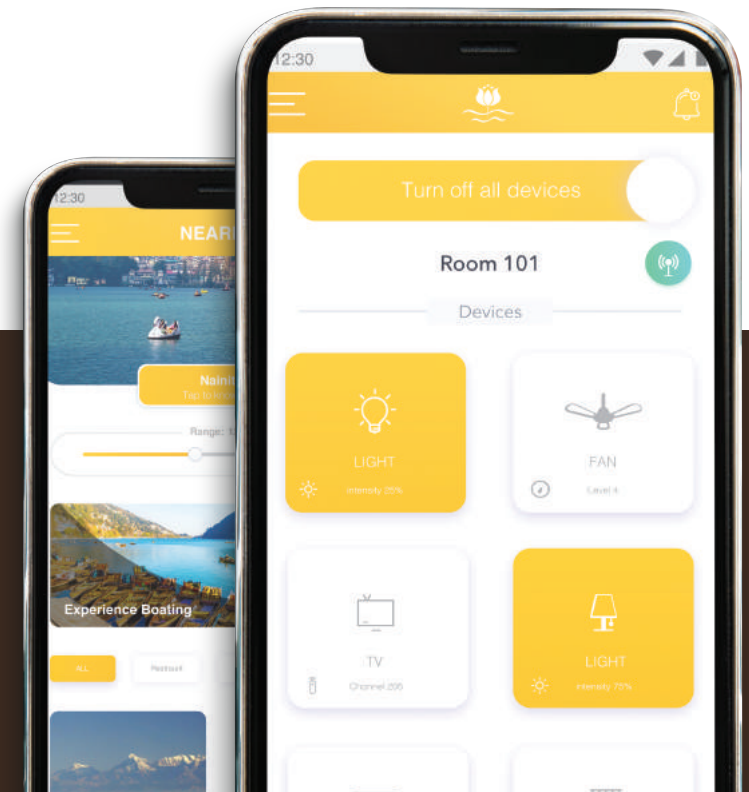 12:30
NEAR
Range:
Experience Boating
ALL
12:30
Turn off all devices
Room 101
Devices
LIGHT
Intensity 25%
FAN
Level 4
TV
Channel 205
LIGHT
Intensity 75%